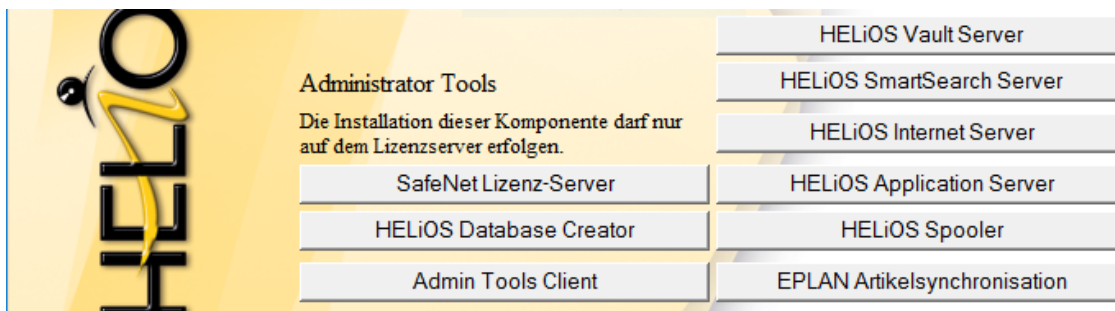 HELiO
Administrator Tools
Die Installation dieser Komponente darf nur
auf dem Lizenzserver erfolgen.
SafeNet Lizenz-Server
HELiOS Database Creator
Admin Tools Client
HELiOS Vault Server
HELiOS SmartSearch Server
HELiOS Internet Server
HELiOS Application Server
HELiOS Spooler
EPLAN Artikelsynchronisation